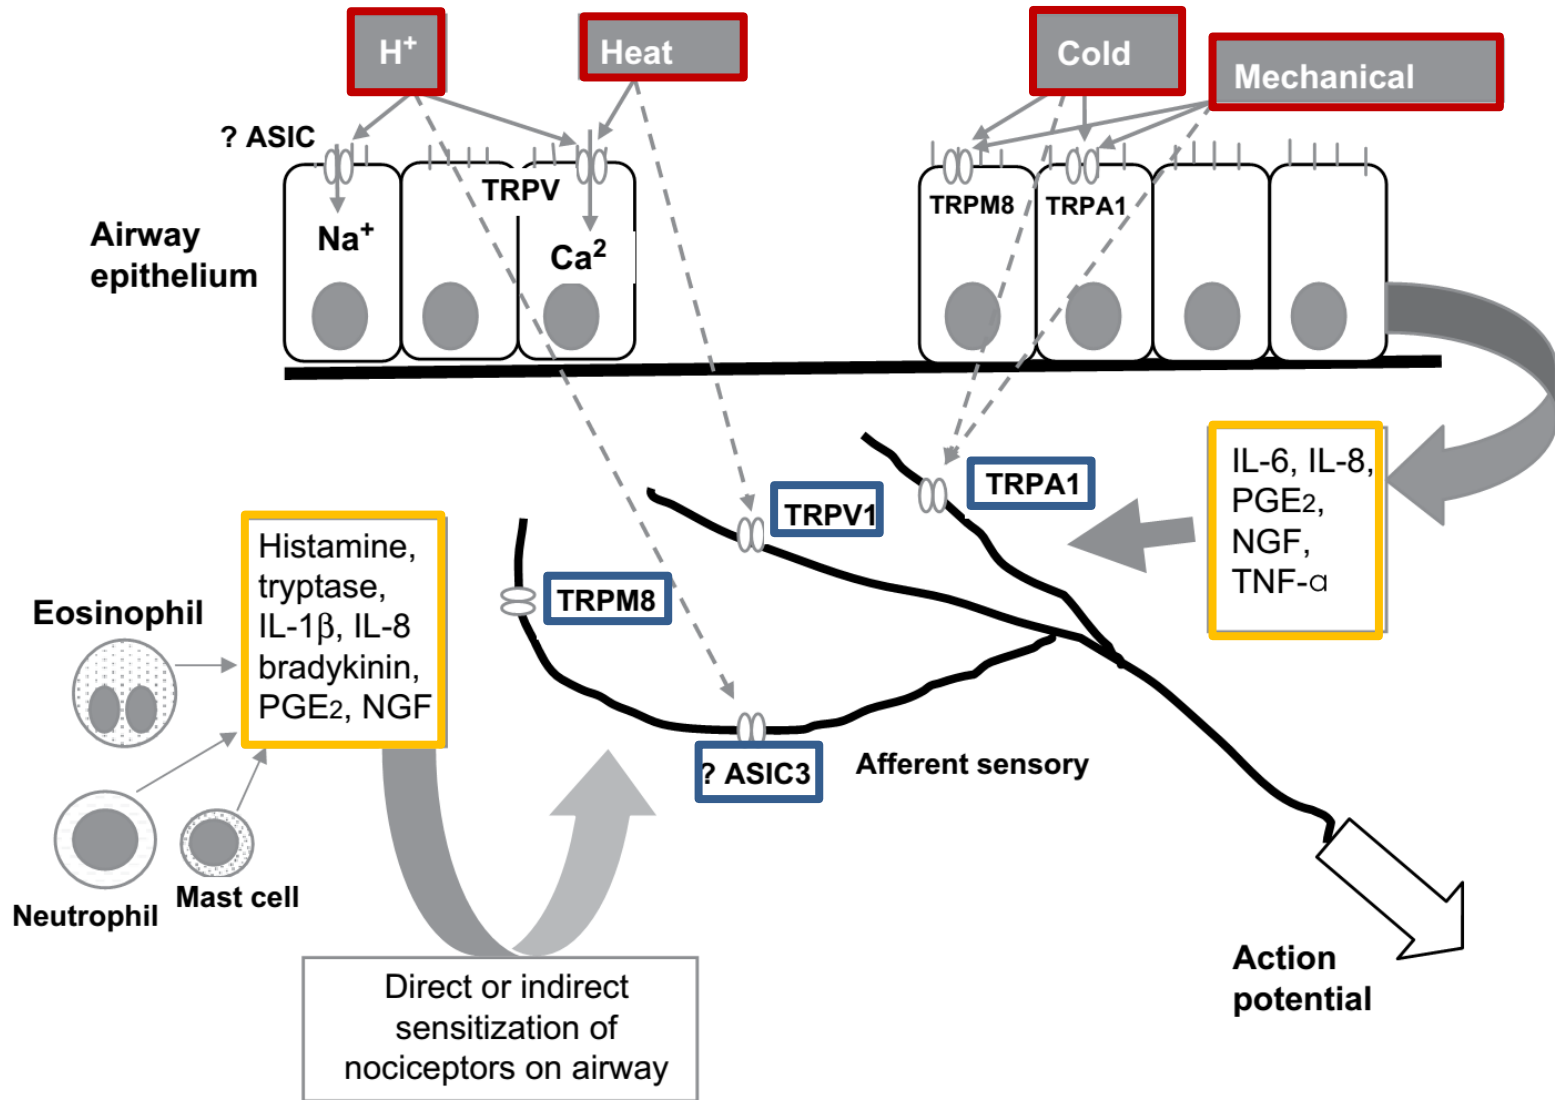 H⁺
Heat
Cold
Mechanical
? ASIC
TRPV
TRPM8
TRPA1
Na⁺
Ca²
Airway
epithelium
IL-6, IL-8,
PGE₂,
NGF,
TNF-α
TRPA1
TRPV1
TRPM8
? ASIC3
Histamine,
tryptase,
IL-1β, IL-8
bradykinin,
PGE2, NGF
Eosinophil
Neutrophil
Mast cell
Afferent sensory
Action
potential
Direct or indirect
sensitization of
nociceptors on airway